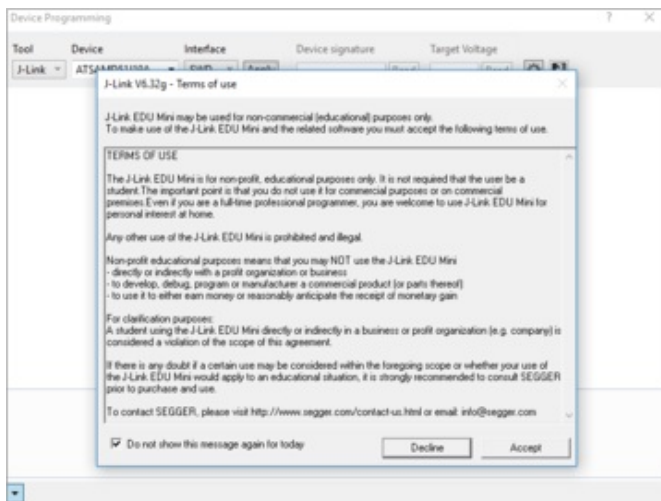 Device Programming
Tool Device Interface Device signature Target Voltage
J-Link ATSAMD51J19A SWD Apply Read Read
J-Link V6.32g - Terms of use
J-Link EDU Mini may be used for non-commercial (educational) purposes only.
To make use of the J-Link EDU Mini and the related software you must accept the following terms of use.
TERMS OF USE
The J-Link EDU Mini is for non-profit, educational purposes only. It is not required that the user be a
student.The important point is that you do not use it for commercial purposes or on commercial
premises.Even if you are a full-time professional programmer, you are welcome to use J-Link EDU Mini for
personal interest at home.
Any other use of the J-Link EDU Mini is prohibited and illegal.
Non-profit educational purposes means that you may NOT use the J-Link EDU Mini
- directly or indirectly with a profit organization or business
- to develop, debug, program or manufacturer a commercial product (or parts thereof)
- to use it to either earn money or reasonably anticipate the receipt of monetary gain
For clarification purposes:
A student using the J-Link EDU Mini directly or indirectly in a business or profit organization (e.g. company) is
considered a violation of the scope of this agreement.
If there is any doubt if a certain use may be considered within the foregoing scope or whether your use of
the J-Link EDU Mini would apply to an educational situation, it is strongly recommended to consult SEGGER
prior to purchase and use.
To contact SEGGER, please visit http://www.segger.com/contact-us.html or email: info@segger.com
Do not show this message again for today
Decline Accept